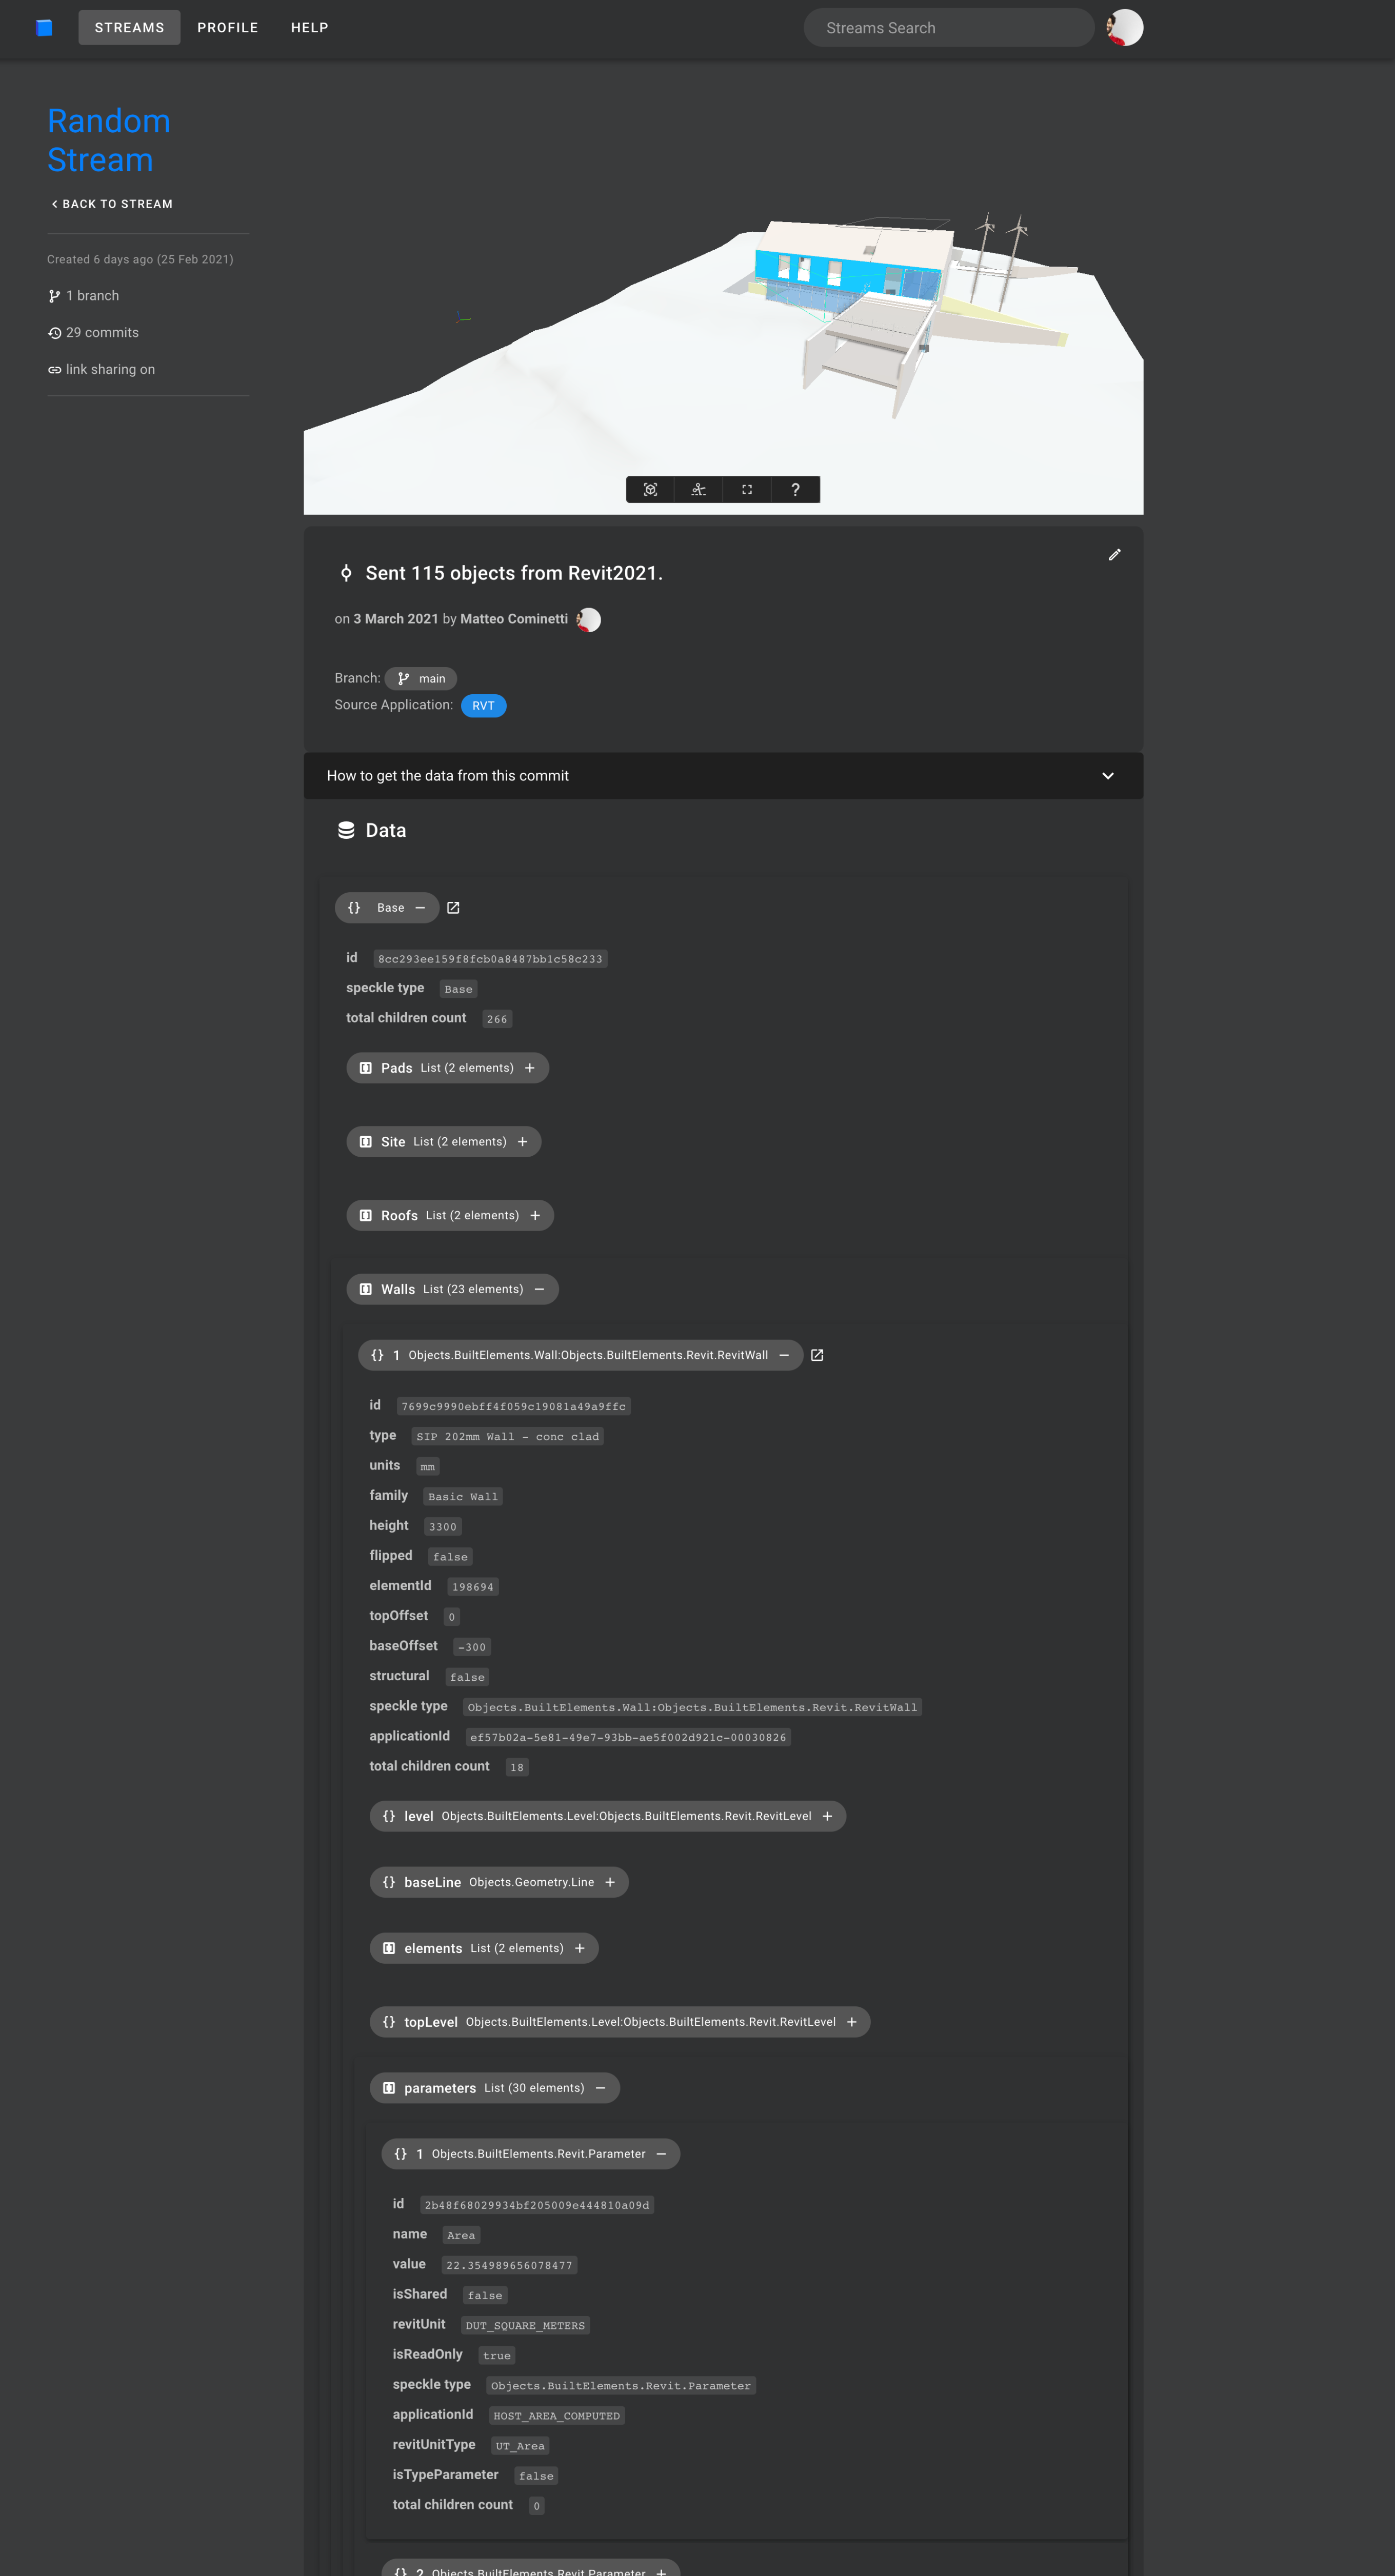 STREAMS PROFILE HELP Streams Search
Random
Stream
BACK TO STREAM
Created 6 days ago (25 Feb 2021)
1 branch
29 commits
link sharing on
?
Sent 115 objects from Revit2021.
on 3 March 2021 by Matteo Cominetti
Branch: main
Source Application: RVT
How to get the data from this commit
Data
{} Base −
id 8cc293ee159f8fcb0a8487bb1c58c233
speckle type Base
total children count 266
Pads List (2 elements) +
Site List (2 elements) +
Roofs List (2 elements) +
Walls List (23 elements) −
{} 1 Objects.BuiltElements.Wall:Objects.BuiltElements.Revit.RevitWall −
id 7699c9990ebff4f059c19081a49a9ffc
type SIP 202mm Wall - conc clad
units mm
family Basic Wall
height 3300
flipped false
elementId 198694
topOffset 0
baseOffset -300
structural false
speckle type Objects.BuiltElements.Wall:Objects.BuiltElements.Revit.RevitWall
applicationId ef57b02a-5e81-49e7-93bb-ae5f002d921c-00030826
total children count 18
{} level Objects.BuiltElements.Level:Objects.BuiltElements.Revit.RevitLevel +
{} baseLine Objects.Geometry.Line +
elements List (2 elements) +
{} topLevel Objects.BuiltElements.Level:Objects.BuiltElements.Revit.RevitLevel +
parameters List (30 elements) −
{} 1 Objects.BuiltElements.Revit.Parameter −
id 2b48f68029934bf205009e444810a09d
name Area
value 22.354989656078477
isShared false
revitUnit DUT_SQUARE_METERS
isReadOnly true
speckle type Objects.BuiltElements.Revit.Parameter
applicationId HOST_AREA_COMPUTED
revitUnitType UT_Area
isTypeParameter false
total children count 0
{} 2 Objects.BuiltElements.Revit.Parameter +